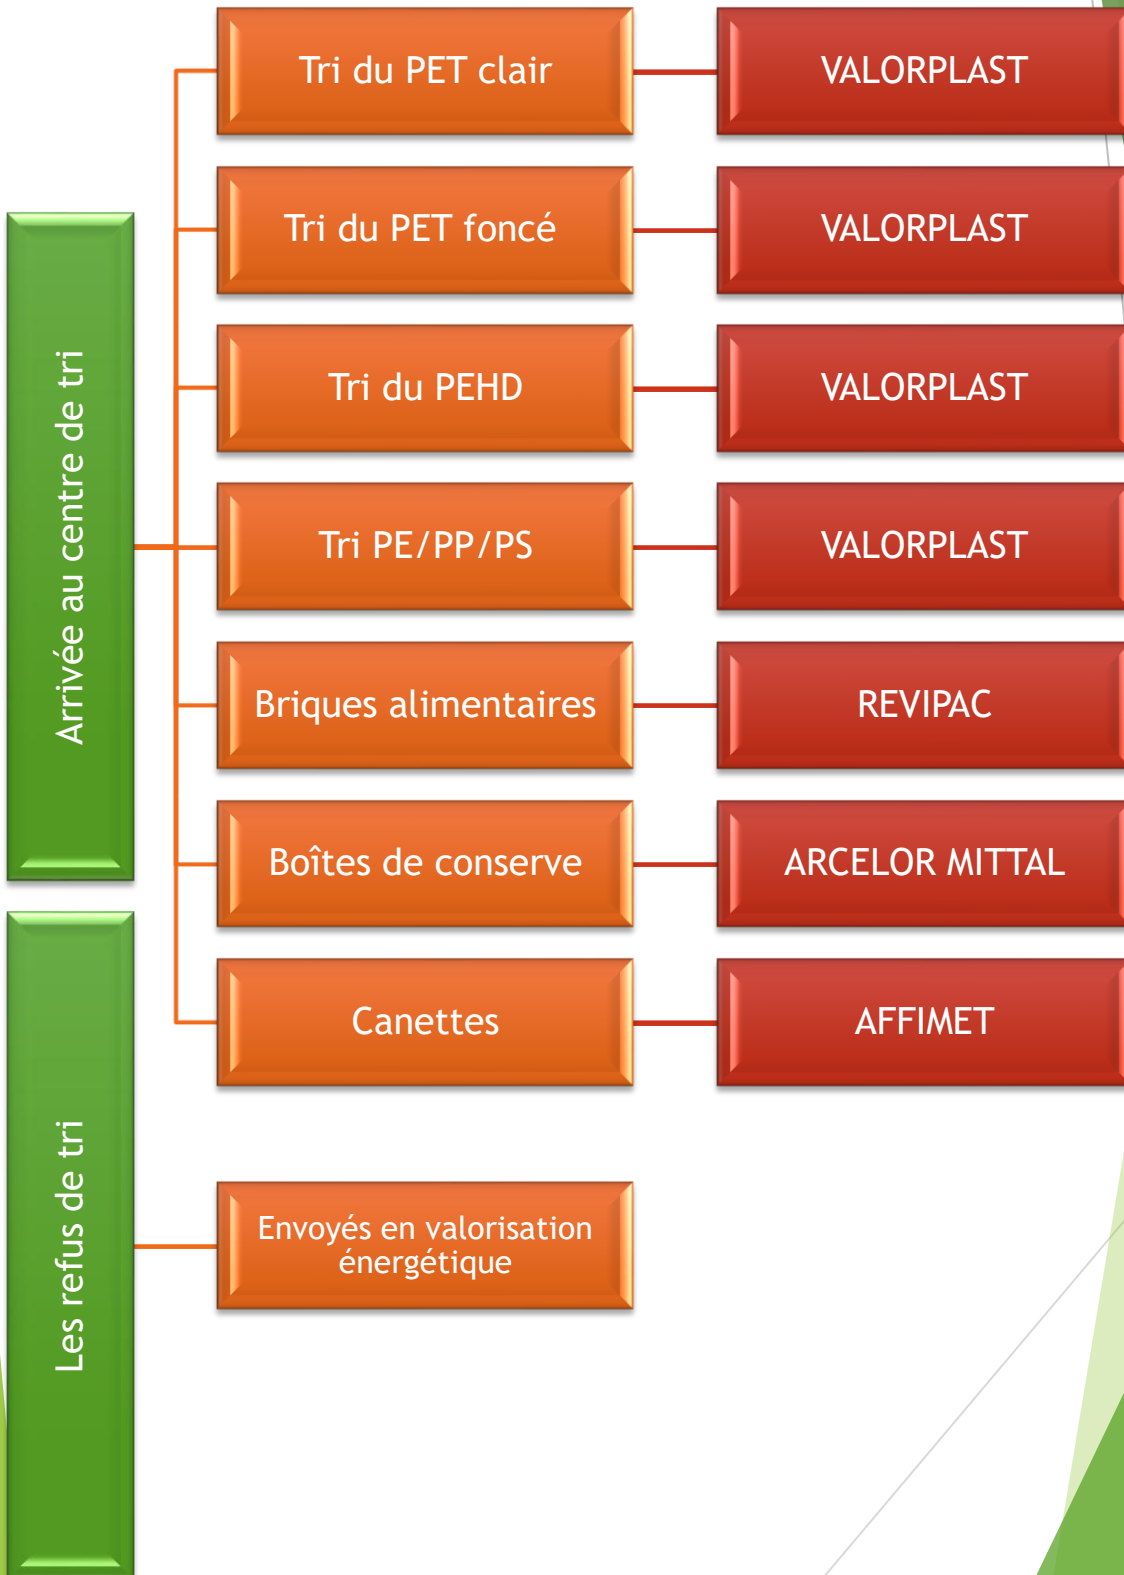 Arrivée au centre de tri
Tri du PET clair
VALORPLAST
Tri du PET foncé
VALORPLAST
Tri du PEHD
VALORPLAST
Tri PE/PP/PS
VALORPLAST
Briques alimentaires
REVIPAC
Boîtes de conserve
ARCELOR MITTAL
Canettes
AFFIMET
Les refus de tri
Envoyés en valorisation
énergétique